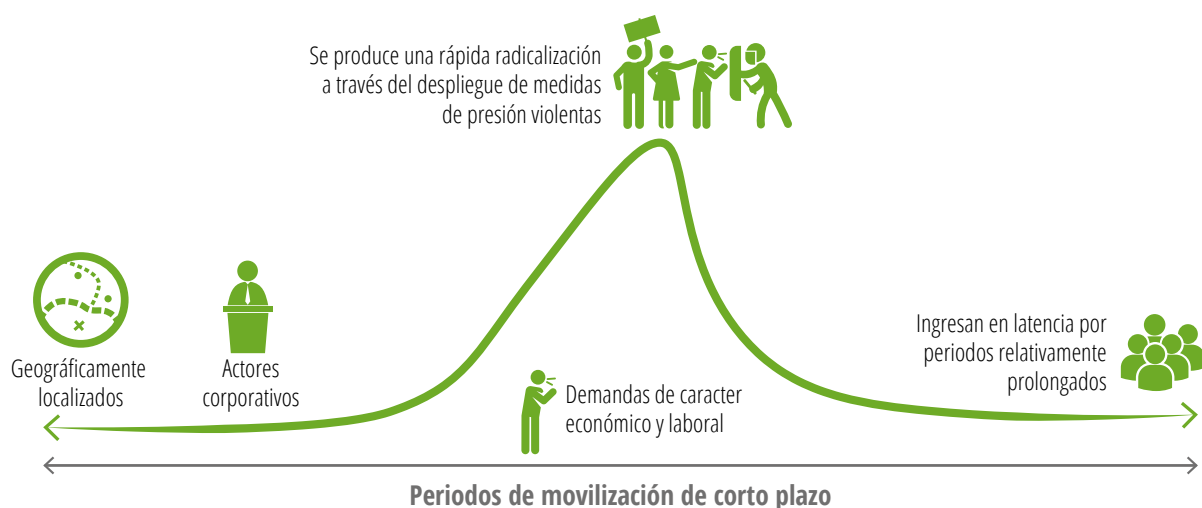 Se produce una rápida radicalización
a través del despliegue de medidas
de presión violentas
Geográficamente
localizados
Actores
corporativos
Demandas de caracter
económico y laboral
Ingresan en latencia por
periodos relativamente
prolongados
Periodos de movilización de corto plazo